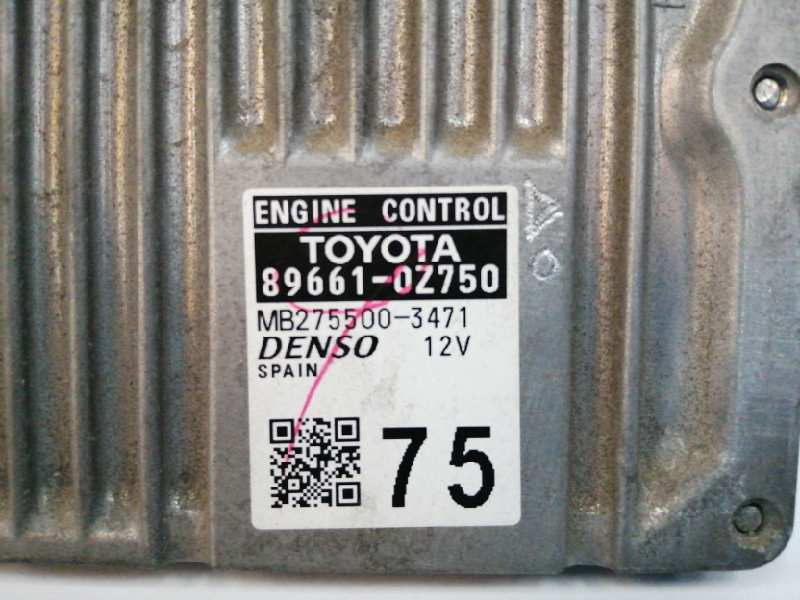 ENGINE CONTROL
TOYOTA
89661-0Z750
MB275500-3471
DENSO 12V
SPAIN
75